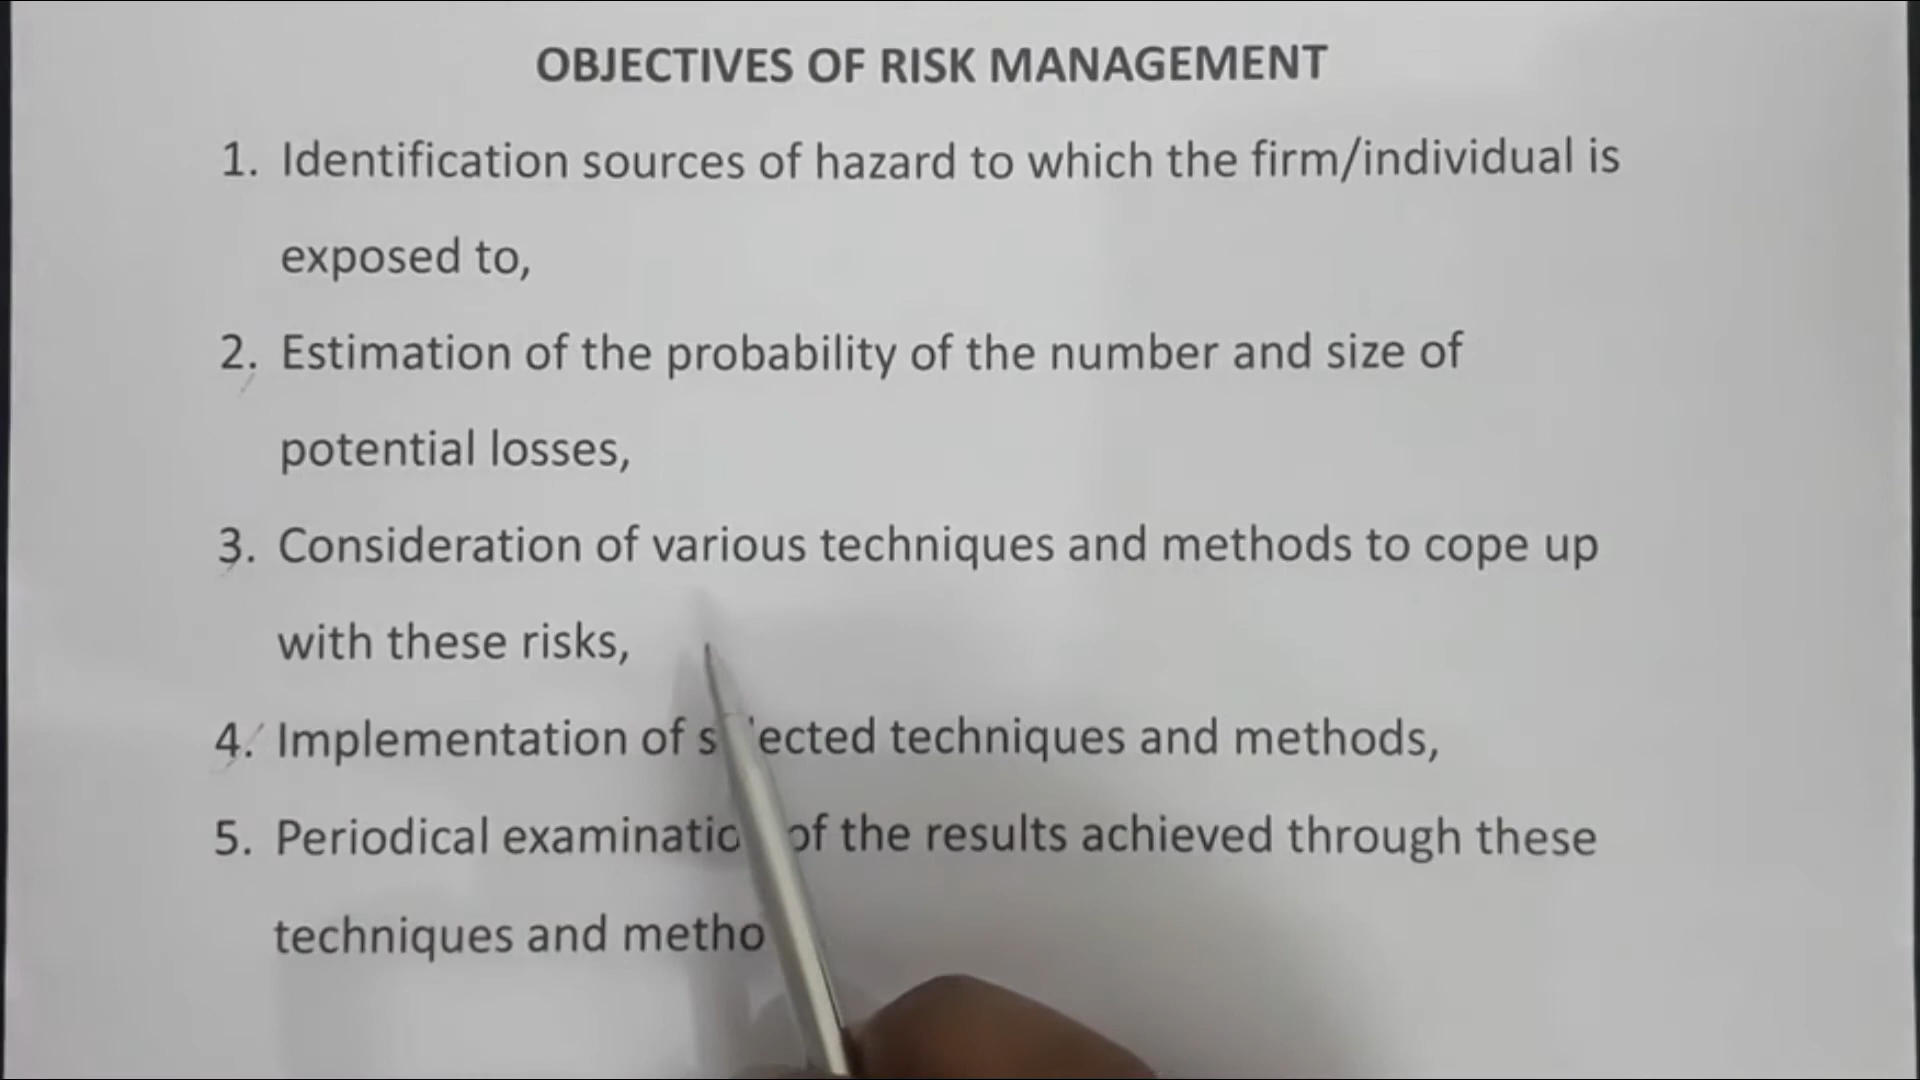 OBJECTIVES OF RISK MANAGEMENT
1. Identification sources of hazard to which the firm/individual is
exposed to,
2. Estimation of the probability of the number and size of
potential losses,
3. Consideration of various techniques and methods to cope up
with these risks,
4. Implementation of techniques and methods,
5. Periodical of the results achieved through these
techniques and